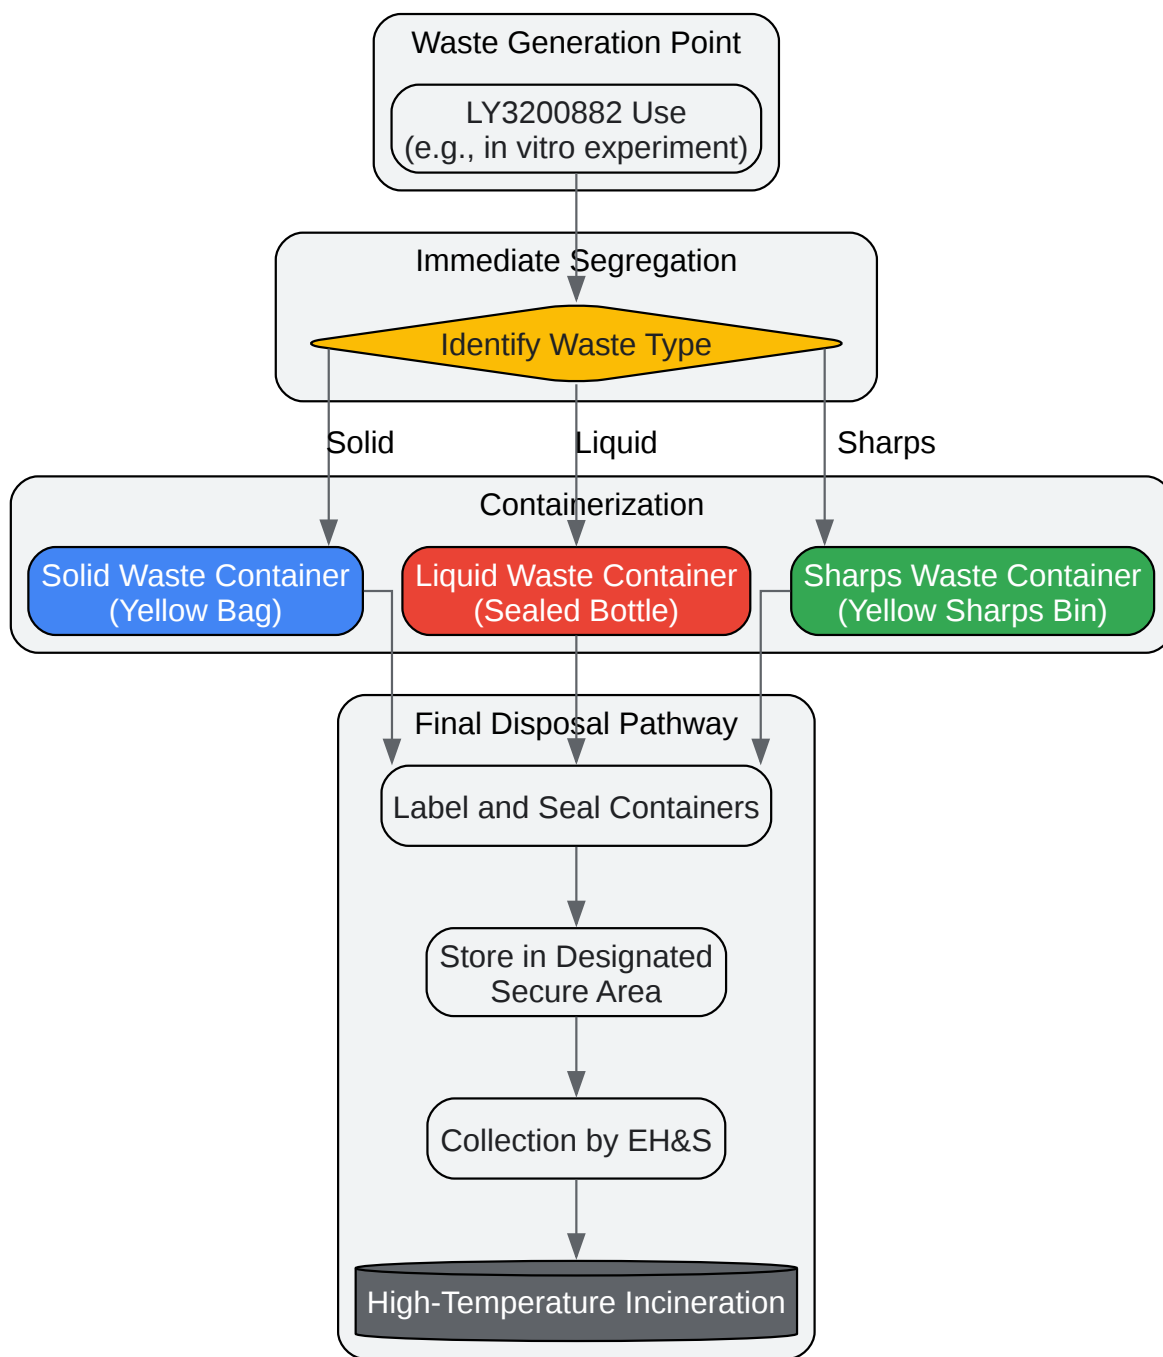 Waste Generation Point
LY3200882 Use
(e.g., in vitro experiment)
Immediate Segregation
Identify Waste Type
Solid
Liquid
Sharps
Containerization
Solid Waste Container
(Yellow Bag)
Liquid Waste Container
(Sealed Bottle)
Sharps Waste Container
(Yellow Sharps Bin)
Final Disposal Pathway
Label and Seal Containers
Store in Designated
Secure Area
Collection by EH&S
High-Temperature Incineration